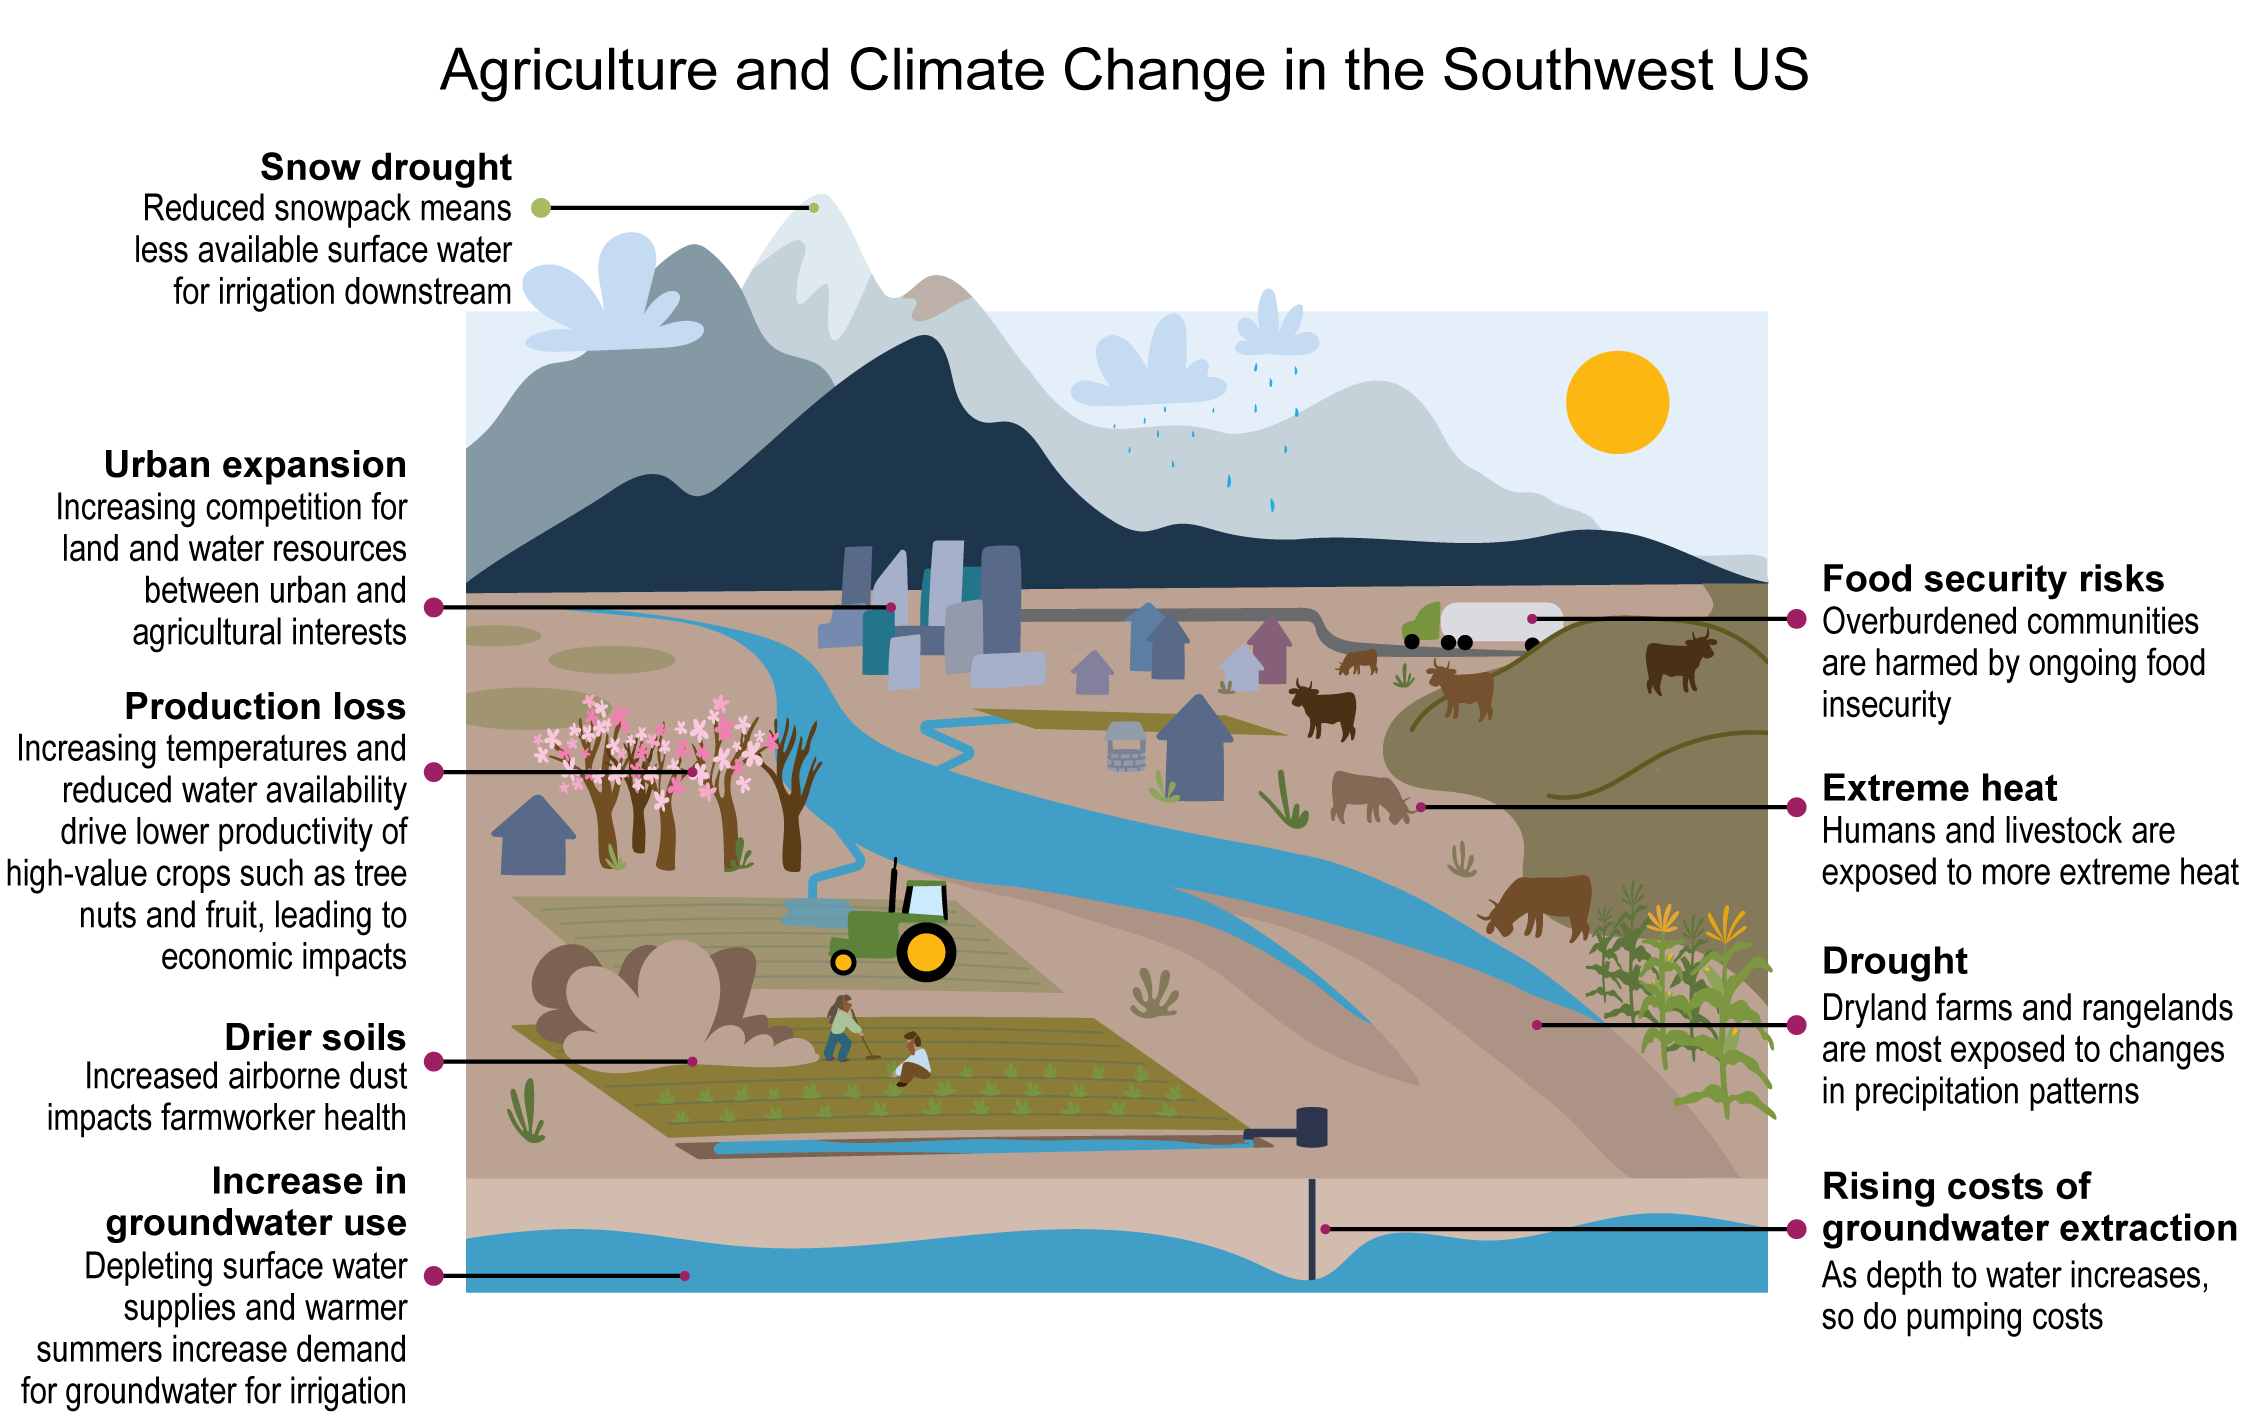 Agriculture and Climate Change in the Southwest US
Snow drought
Reduced snowpack means
less available surface water
for irrigation downstream
Urban expansion
Increasing competition for
land and water resources
between urban and
agricultural interests
Production loss
Increasing temperatures and
reduced water availability
drive lower productivity of
high-value crops such as tree
nuts and fruit, leading to
economic impacts
Drier soils
Increased airborne dust
impacts farmworker health
Increase in
groundwater use
Depleting surface water
supplies and warmer
summers increase demand
for groundwater for irrigation
Food security risks
Overburdened communities
are harmed by ongoing food
insecurity
Extreme heat
Humans and livestock are
exposed to more extreme heat
Drought
Dryland farms and rangelands
are most exposed to changes
in precipitation patterns
Rising costs of
groundwater extraction
As depth to water increases,
so do pumping costs